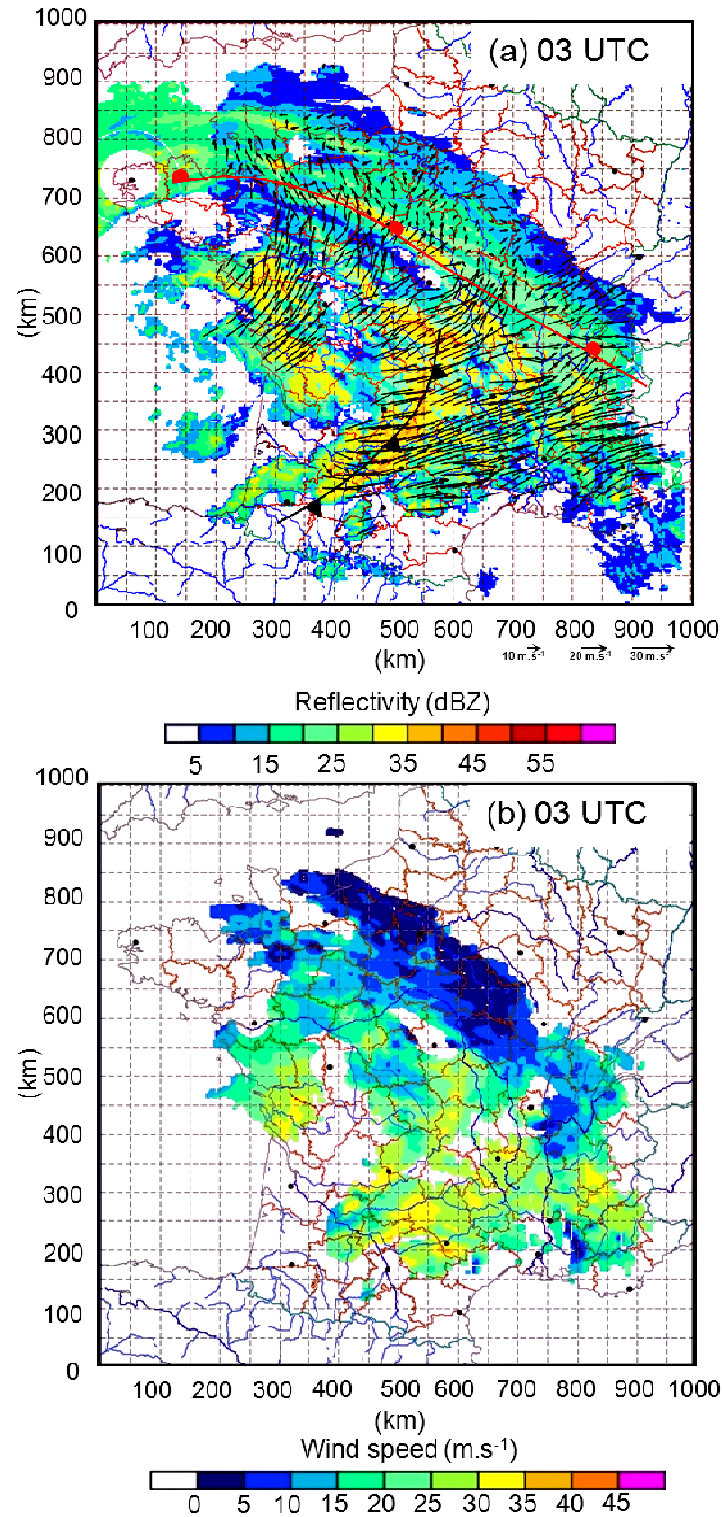 (a) 03 UTC
1000
900
800
700
600
500
400
300
200
100
0
(km)
100 200 300 400 500 600 700 800 900 1000
(km)
10 m.s⁻¹ 20 m.s⁻¹ 30 m.s⁻¹
Reflectivity (dBZ)
5 15 25 35 45 55
(b) 03 UTC
1000
900
800
700
600
500
400
300
200
100
0
(km)
100 200 300 400 500 600 700 800 900 1000
(km)
Wind speed (m.s⁻¹)
0 5 10 15 20 25 30 35 40 45